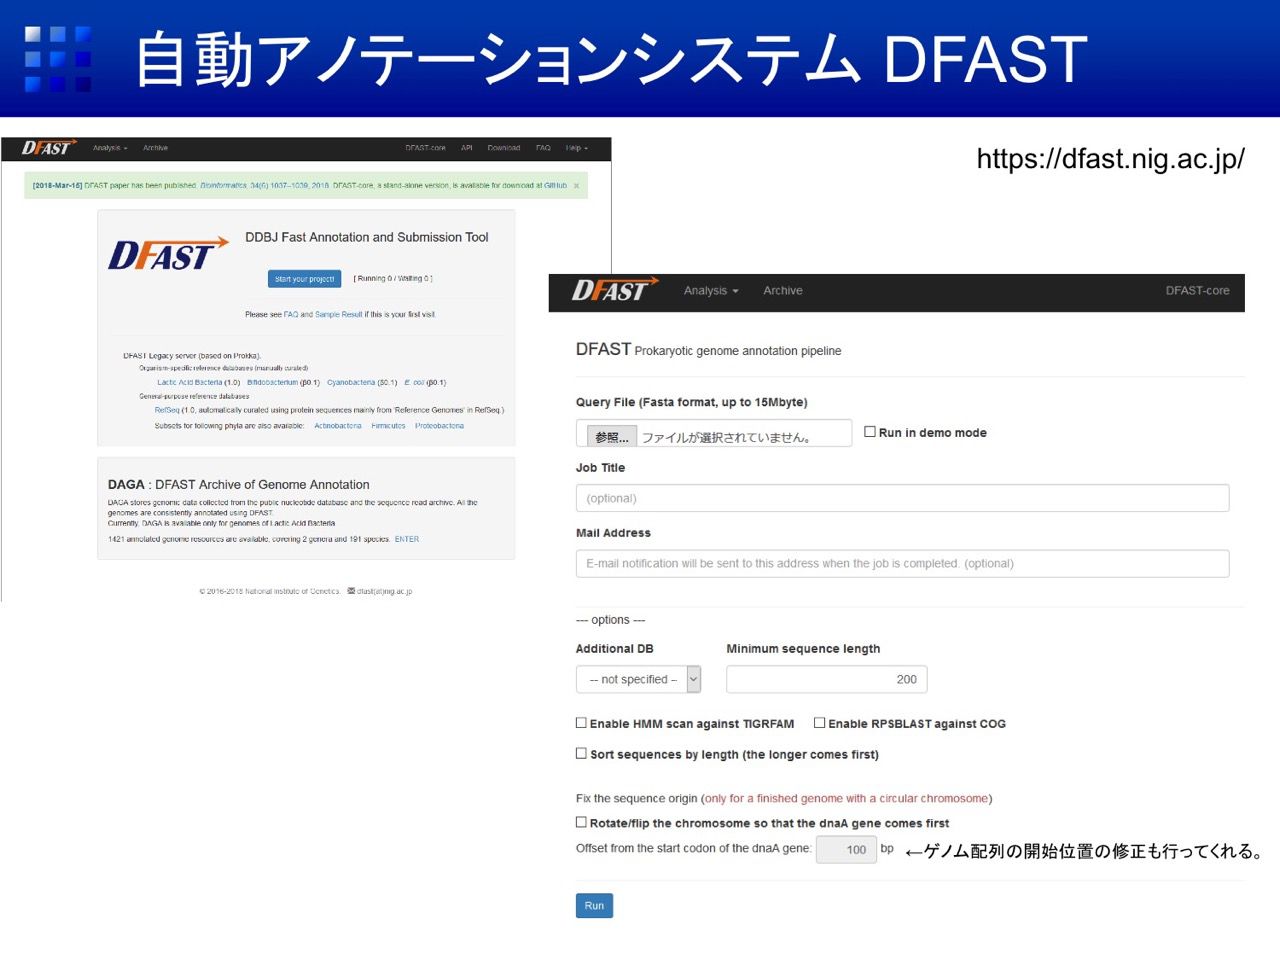 自動アノテーションシステム DFAST
https://dfast.nig.ac.jp/
DFAST Analysis Archive DFAST-core API Download FAQ Help
[2018-Mar-15] DFAST paper has been published. Bioinformatics, 34(6) 1037–1039, 2018. DFAST-core, a stand-alone version, is available for download at GitHub. ×
DFAST
DDBJ Fast Annotation and Submission Tool
Start your project! [ Running 0 / Waiting 0 ]
Please see FAQ and Sample Result if this is your first visit.
DFAST Legacy server (based on Prokka).
Organism-specific reference databases (manually curated)
Lactic Acid Bacteria (1.0) Bifidobacterium (β0.1) Cyanobacteria (β0.1) E. coli (β0.1)
General-purpose reference databases
RefSeq (1.0, automatically curated using protein sequences mainly from 'Reference Genomes' in RefSeq.)
Subsets for following phyla are also available: Actinobacteria Firmicutes Proteobacteria
DAGA : DFAST Archive of Genome Annotation
DAGA stores genomic data collected from the public nucleotide database and the sequence read archive. All the
genomes are consistently annotated using DFAST.
Currently, DAGA is available only for genomes of Lactic Acid Bacteria
1421 annotated genome resources are available, covering 2 genera and 191 species. ENTER
© 2016-2018 National Institute of Genetics. dfast(at)nig.ac.jp
DFAST Analysis Archive DFAST-core
DFAST Prokaryotic genome annotation pipeline
Query File (Fasta format, up to 15Mbyte)
参照... ファイルが選択されていません。 Run in demo mode
Job Title
(optional)
Mail Address
E-mail notification will be sent to this address when the job is completed. (optional)
--- options ---
Additional DB Minimum sequence length
-- not specified -- 200
Enable HMM scan against TIGRFAM Enable RPSBLAST against COG
Sort sequences by length (the longer comes first)
Fix the sequence origin (only for a finished genome with a circular chromosome)
Rotate/flip the chromosome so that the dnaA gene comes first
Offset from the start codon of the dnaA gene: 100 bp ←ゲノム配列の開始位置の修正も行ってくれる。
Run